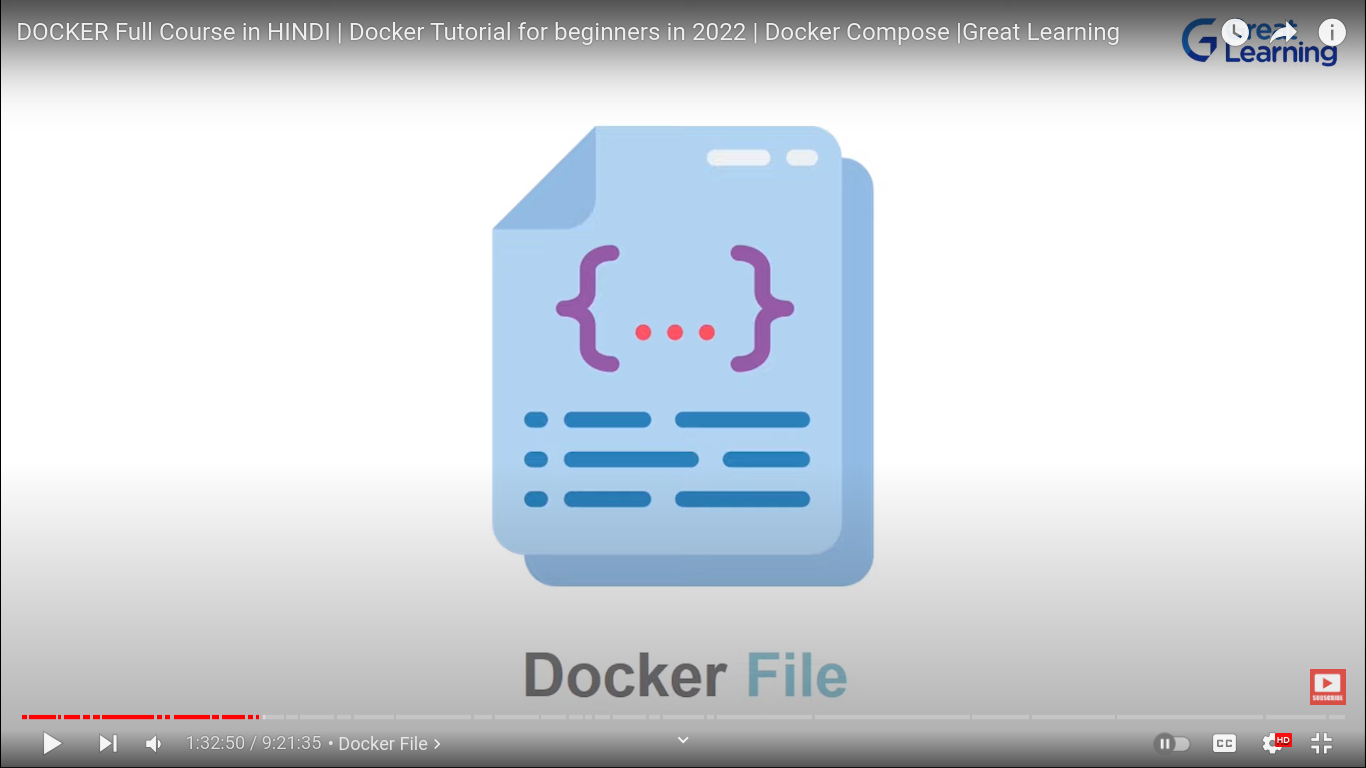 DOCKER Full Course in HINDI | Docker Tutorial for beginners in 2022 | Docker Compose |Great Learning
Great
Learning
{...}
Docker File
SUBSCRIBE
1:32:50 / 9:21:35 • Docker File
CC
HD